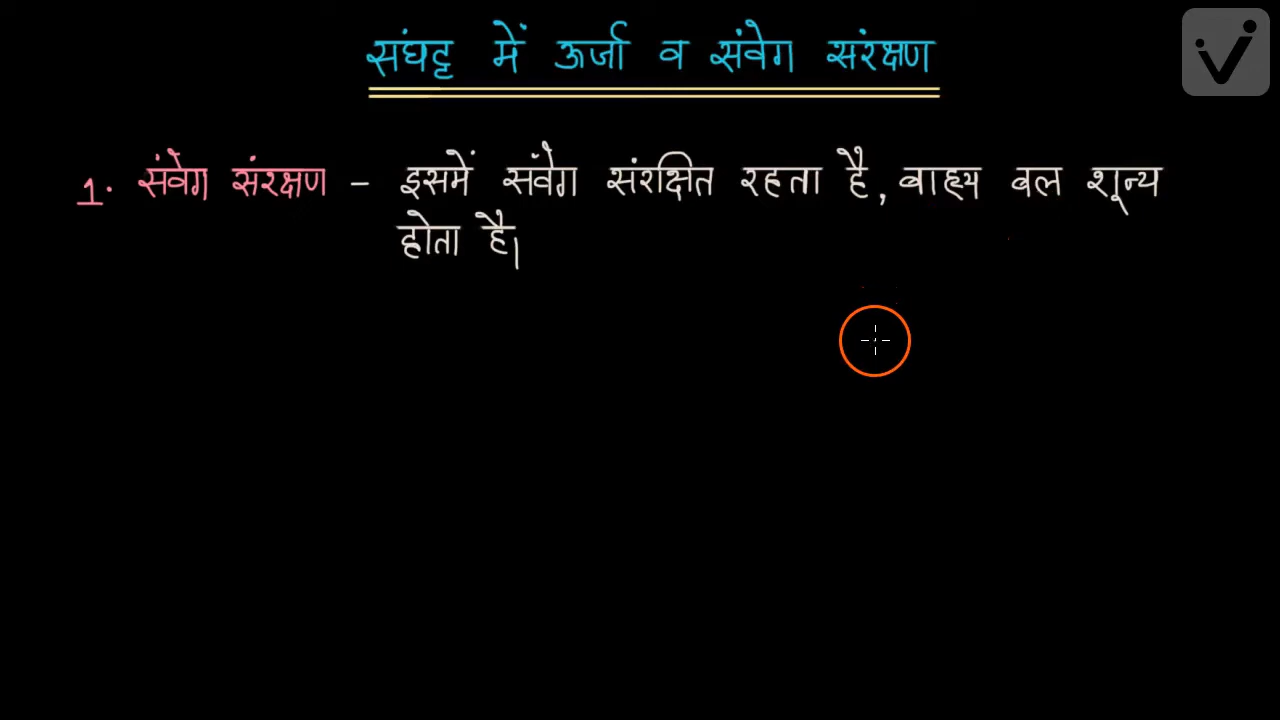 संघट्ट में ऊर्जा व संवेग संरक्षण
1. संवेग संरक्षण - इसमें संवेग संरक्षित रहता है, बाह्य बल शून्य
होता है।